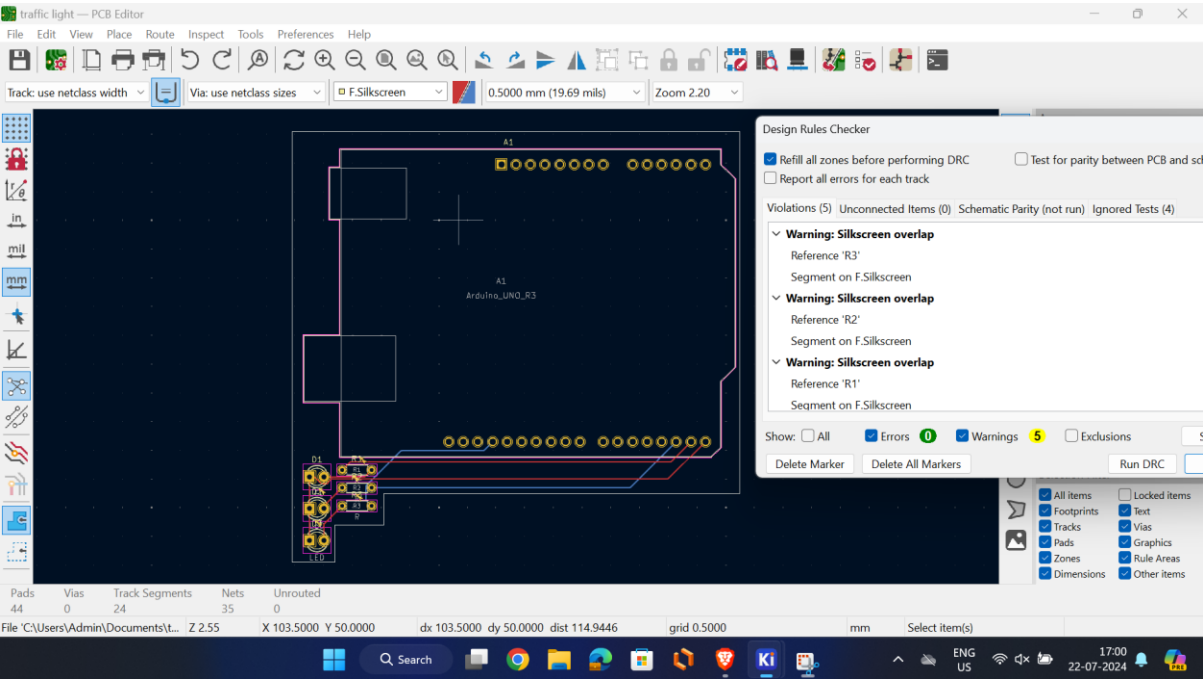 traffic light — PCB Editor
File Edit View Place Route Inspect Tools Preferences Help
Track: use netclass width
Via: use netclass sizes
F.Silkscreen
0.5000 mm (19.69 mils)
Zoom 2.20
in
mil
mm
A1
A1
Arduino_UNO_R3
D1
R1
R2
R3
R
LED
Design Rules Checker
Refill all zones before performing DRC
Test for parity between PCB and sch
Report all errors for each track
Violations (5) Unconnected Items (0) Schematic Parity (not run) Ignored Tests (4)
Warning: Silkscreen overlap
Reference 'R3'
Segment on F.Silkscreen
Warning: Silkscreen overlap
Reference 'R2'
Segment on F.Silkscreen
Warning: Silkscreen overlap
Reference 'R1'
Segment on F.Silkscreen
Show: All Errors 0 Warnings 5 Exclusions S
Delete Marker Delete All Markers Run DRC
All items Locked items
Footprints Text
Tracks Vias
Pads Graphics
Zones Rule Areas
Dimensions Other items
Pads Vias Track Segments Nets Unrouted
44 0 24 35 0
File 'C:\Users\Admin\Documents\t... Z 2.55 X 103.5000 Y 50.0000 dx 103.5000 dy 50.0000 dist 114.9446 grid 0.5000 mm Select item(s)
Search
Ki
ENG
US
17:00
22-07-2024
PRE